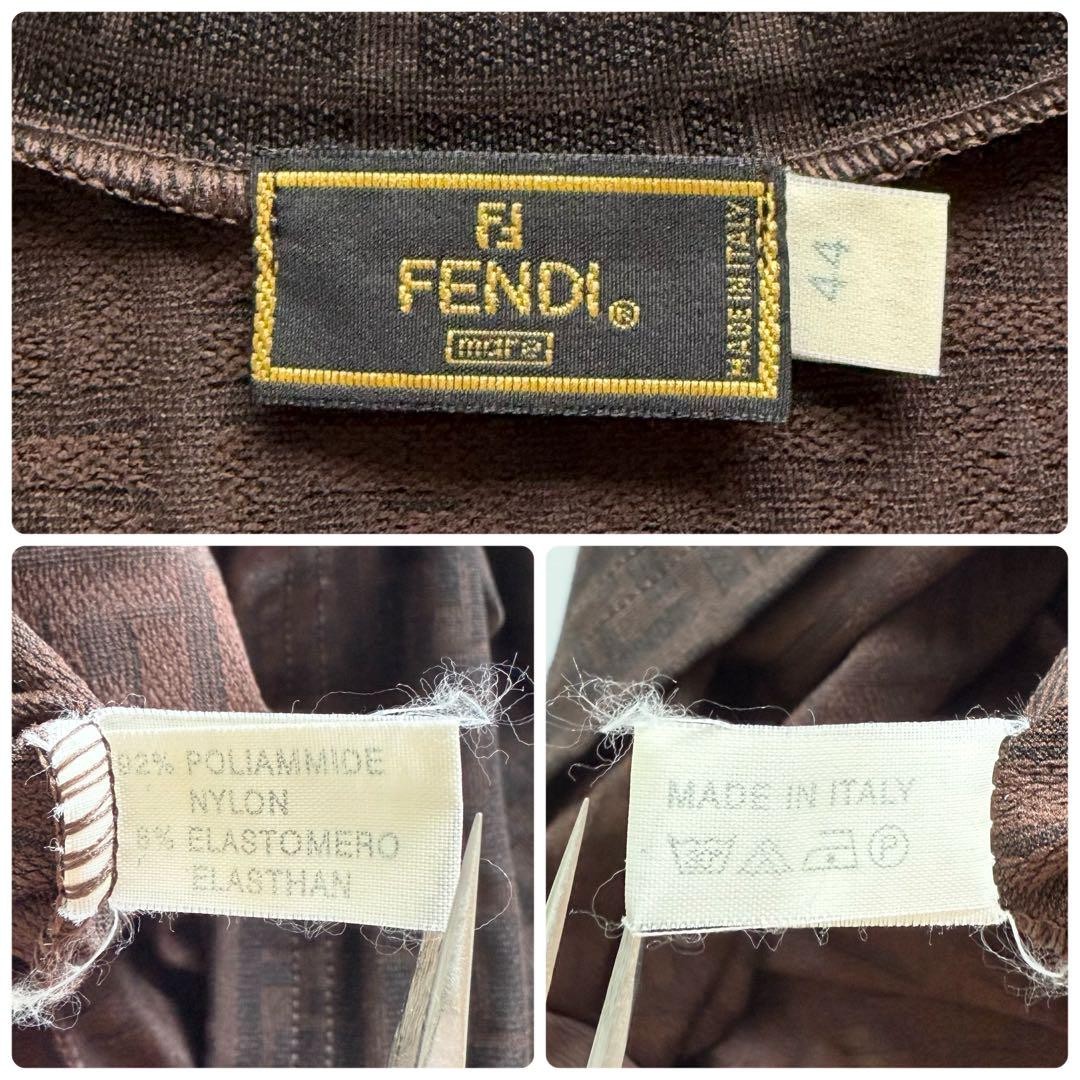 FENDI®
mare
MADE IN ITALY
44
92% POLIAMMIDE
NYLON
8% ELASTOMERO
ELASTHAN
MADE IN ITALY
P